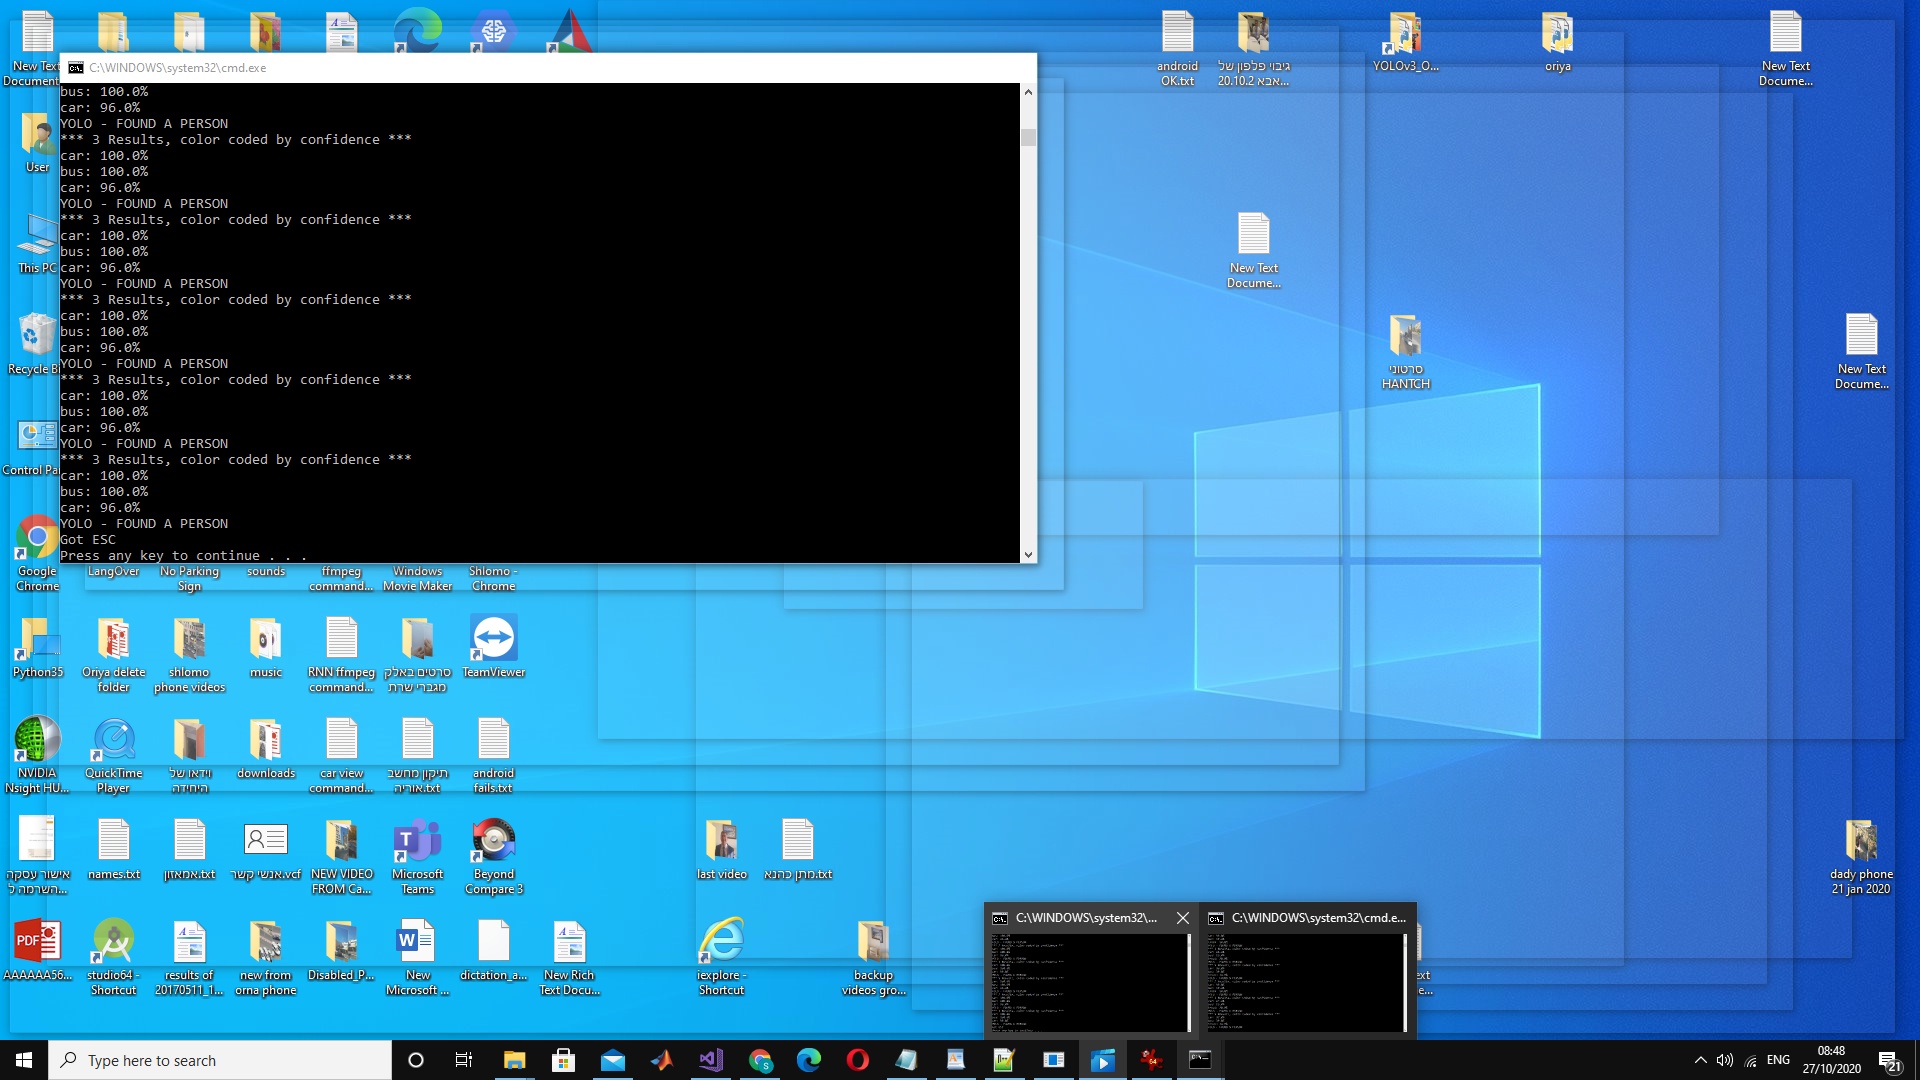 New Text
Document
C:\WINDOWS\system32\cmd.exe
bus: 100.0%
car: 96.0%
YOLO - FOUND A PERSON
*** 3 Results, color coded by confidence ***
car: 100.0%
bus: 100.0%
car: 96.0%
YOLO - FOUND A PERSON
*** 3 Results, color coded by confidence ***
car: 100.0%
bus: 100.0%
car: 96.0%
YOLO - FOUND A PERSON
*** 3 Results, color coded by confidence ***
car: 100.0%
bus: 100.0%
car: 96.0%
YOLO - FOUND A PERSON
*** 3 Results, color coded by confidence ***
car: 100.0%
bus: 100.0%
car: 96.0%
YOLO - FOUND A PERSON
*** 3 Results, color coded by confidence ***
car: 100.0%
bus: 100.0%
car: 96.0%
YOLO - FOUND A PERSON
Got ESC
Press any key to continue . . .
android
OK.txt
גיבוי פלפון של
אבא 20.10.2...
YOLOv3_O...
oriya
New Text
Docume...
User
This PC
New Text
Docume...
Recycle Bi
סרטוני
HANTCH
New Text
Docume...
Control Pa
Google
Chrome
LangOver
No Parking
Sign
sounds
ffmpeg
command...
Windows
Movie Maker
Shlomo -
Chrome
Python35
Oriya delete
folder
shlomo
phone videos
music
RNN ffmpeg
command...
סרטים באלק
מגברי שרת
TeamViewer
NVIDIA
Nsight HU...
QuickTime
Player
וידאו של
היחידה
downloads
car view
command...
תיקון מחשב
אוריה.txt
android
fails.txt
אישור עסקה
השרמה ל...
names.txt
אמאזון.txt
אנשי קשר.vcf
NEW VIDEO
FROM Ca...
Microsoft
Teams
Beyond
Compare 3
last video
מתן כהנא.txt
dady phone
21 jan 2020
PDF
AAAAAA56...
studio64 -
Shortcut
results of
20170511_1...
new from
orna phone
Disabled_P...
New
Microsoft ...
dictation_a...
New Rich
Text Docu...
iexplore -
Shortcut
backup
videos gro...
C:\WINDOWS\system32\...
C:\WINDOWS\system32\cmd.e...
Type here to search
ENG
08:48
27/10/2020
21